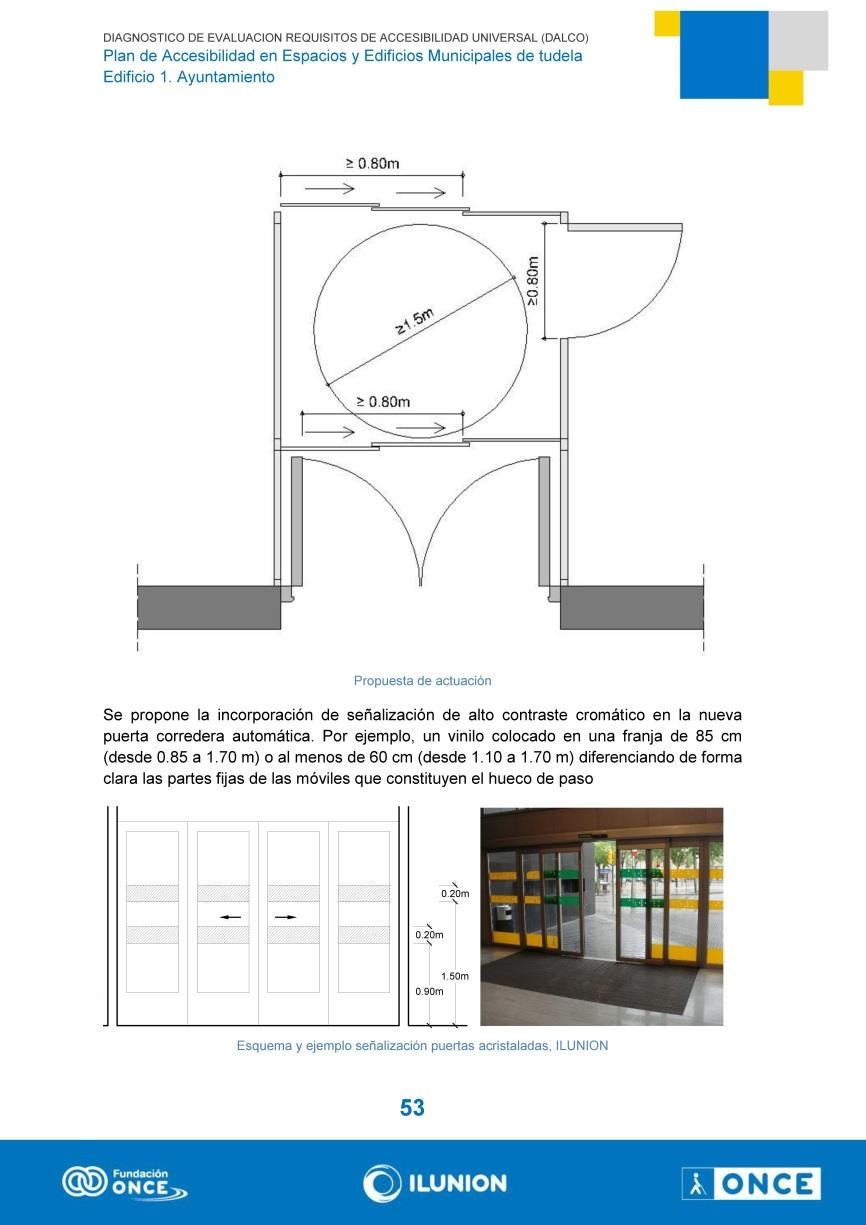 DIAGNOSTICO DE EVALUACION REQUISITOS DE ACCESIBILIDAD UNIVERSAL (DALCO)
Plan de Accesibilidad en Espacios y Edificios Municipales de tudela
Edificio 1. Ayuntamiento
≥ 0.80m
≥0.80m
≥1.5m
≥ 0.80m
Propuesta de actuación
Se propone la incorporación de señalización de alto contraste cromático en la nueva
puerta corredera automática. Por ejemplo, un vinilo colocado en una franja de 85 cm
(desde 0.85 a 1.70 m) o al menos de 60 cm (desde 1.10 a 1.70 m) diferenciando de forma
clara las partes fijas de las móviles que constituyen el hueco de paso
0.20m
0.20m
1.50m
0.90m
Esquema y ejemplo señalización puertas acristaladas, ILUNION
53
Fundación
ONCE
ILUNION
ONCE